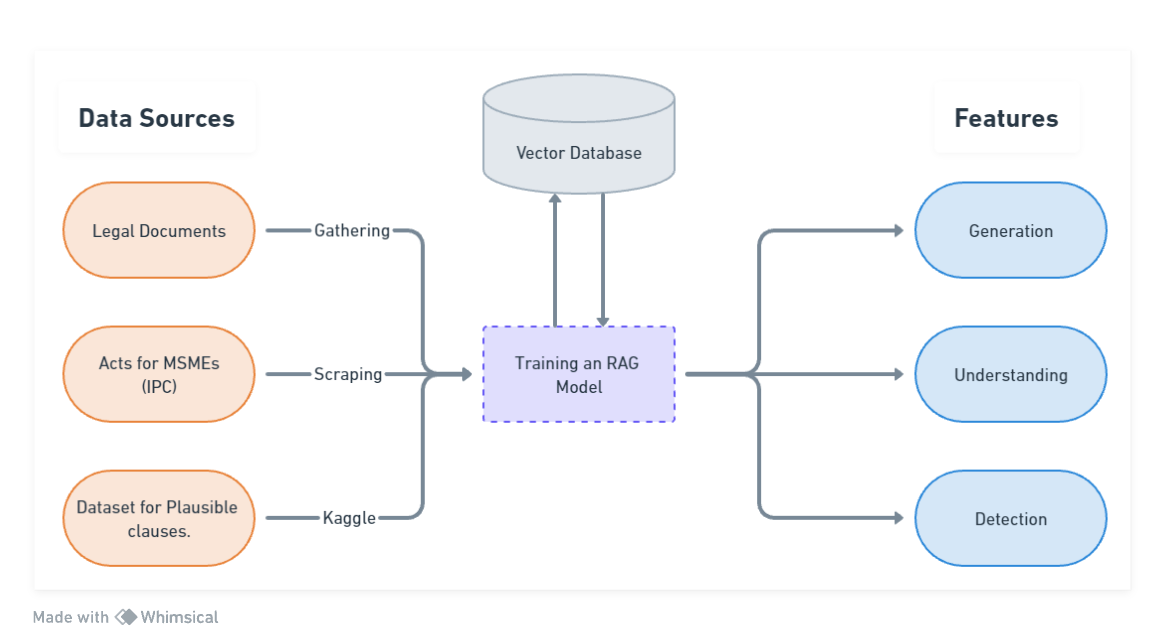 Data Sources
Vector Database
Features
Legal Documents
Gathering
Generation
Acts for MSMEs
(IPC)
Scraping
Training an RAG
Model
Understanding
Dataset for Plausible
clauses.
Kaggle
Detection
Made with Whimsical